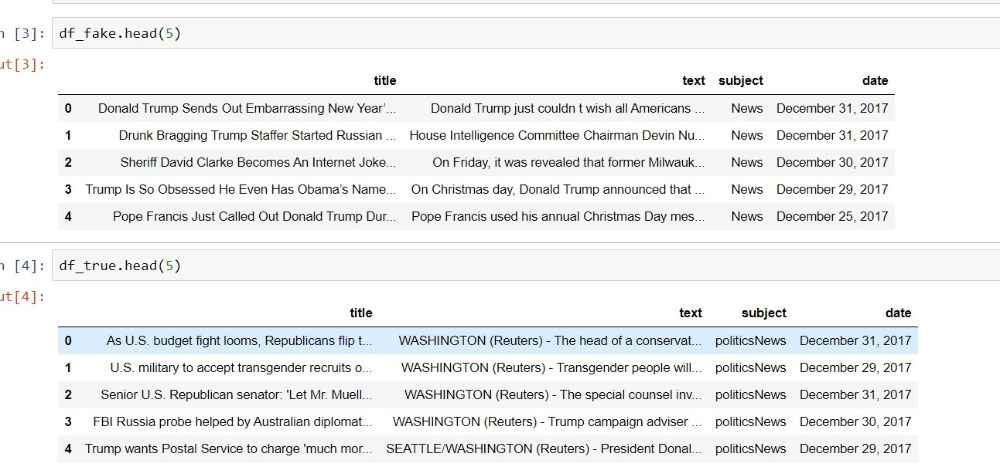 n [3]: df_fake.head(5)
ut[3]:
title text subject date
0 Donald Trump Sends Out Embarrassing New Year’... Donald Trump just couldn t wish all Americans ... News December 31, 2017
1 Drunk Bragging Trump Staffer Started Russian ... House Intelligence Committee Chairman Devin Nu... News December 31, 2017
2 Sheriff David Clarke Becomes An Internet Joke... On Friday, it was revealed that former Milwauk... News December 30, 2017
3 Trump Is So Obsessed He Even Has Obama’s Name... On Christmas day, Donald Trump announced that ... News December 29, 2017
4 Pope Francis Just Called Out Donald Trump Dur... Pope Francis used his annual Christmas Day mes... News December 25, 2017
n [4]: df_true.head(5)
ut[4]:
title text subject date
0 As U.S. budget fight looms, Republicans flip t... WASHINGTON (Reuters) - The head of a conservat... politicsNews December 31, 2017
1 U.S. military to accept transgender recruits o... WASHINGTON (Reuters) - Transgender people will... politicsNews December 29, 2017
2 Senior U.S. Republican senator: 'Let Mr. Muell... WASHINGTON (Reuters) - The special counsel inv... politicsNews December 31, 2017
3 FBI Russia probe helped by Australian diplomat... WASHINGTON (Reuters) - Trump campaign adviser ... politicsNews December 30, 2017
4 Trump wants Postal Service to charge 'much mor... SEATTLE/WASHINGTON (Reuters) - President Donal... politicsNews December 29, 2017